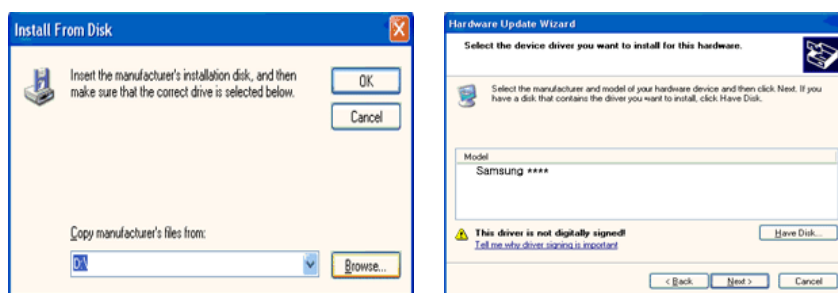 Install From Disk
Insert the manufacturer's installation disk, and then
make sure that the correct drive is selected below.
OK
Cancel
Copy manufacturer's files from:
D:\
Browse...
Hardware Update Wizard
Select the device driver you want to install for this hardware.
Select the manufacturer and model of your hardware device and then click Next. If you
have a disk that contains the driver you want to install, click Have Disk.
Model
Samsung ****
This driver is not digitally signed!
Tell me why driver signing is important
Have Disk...
< Back
Next >
Cancel